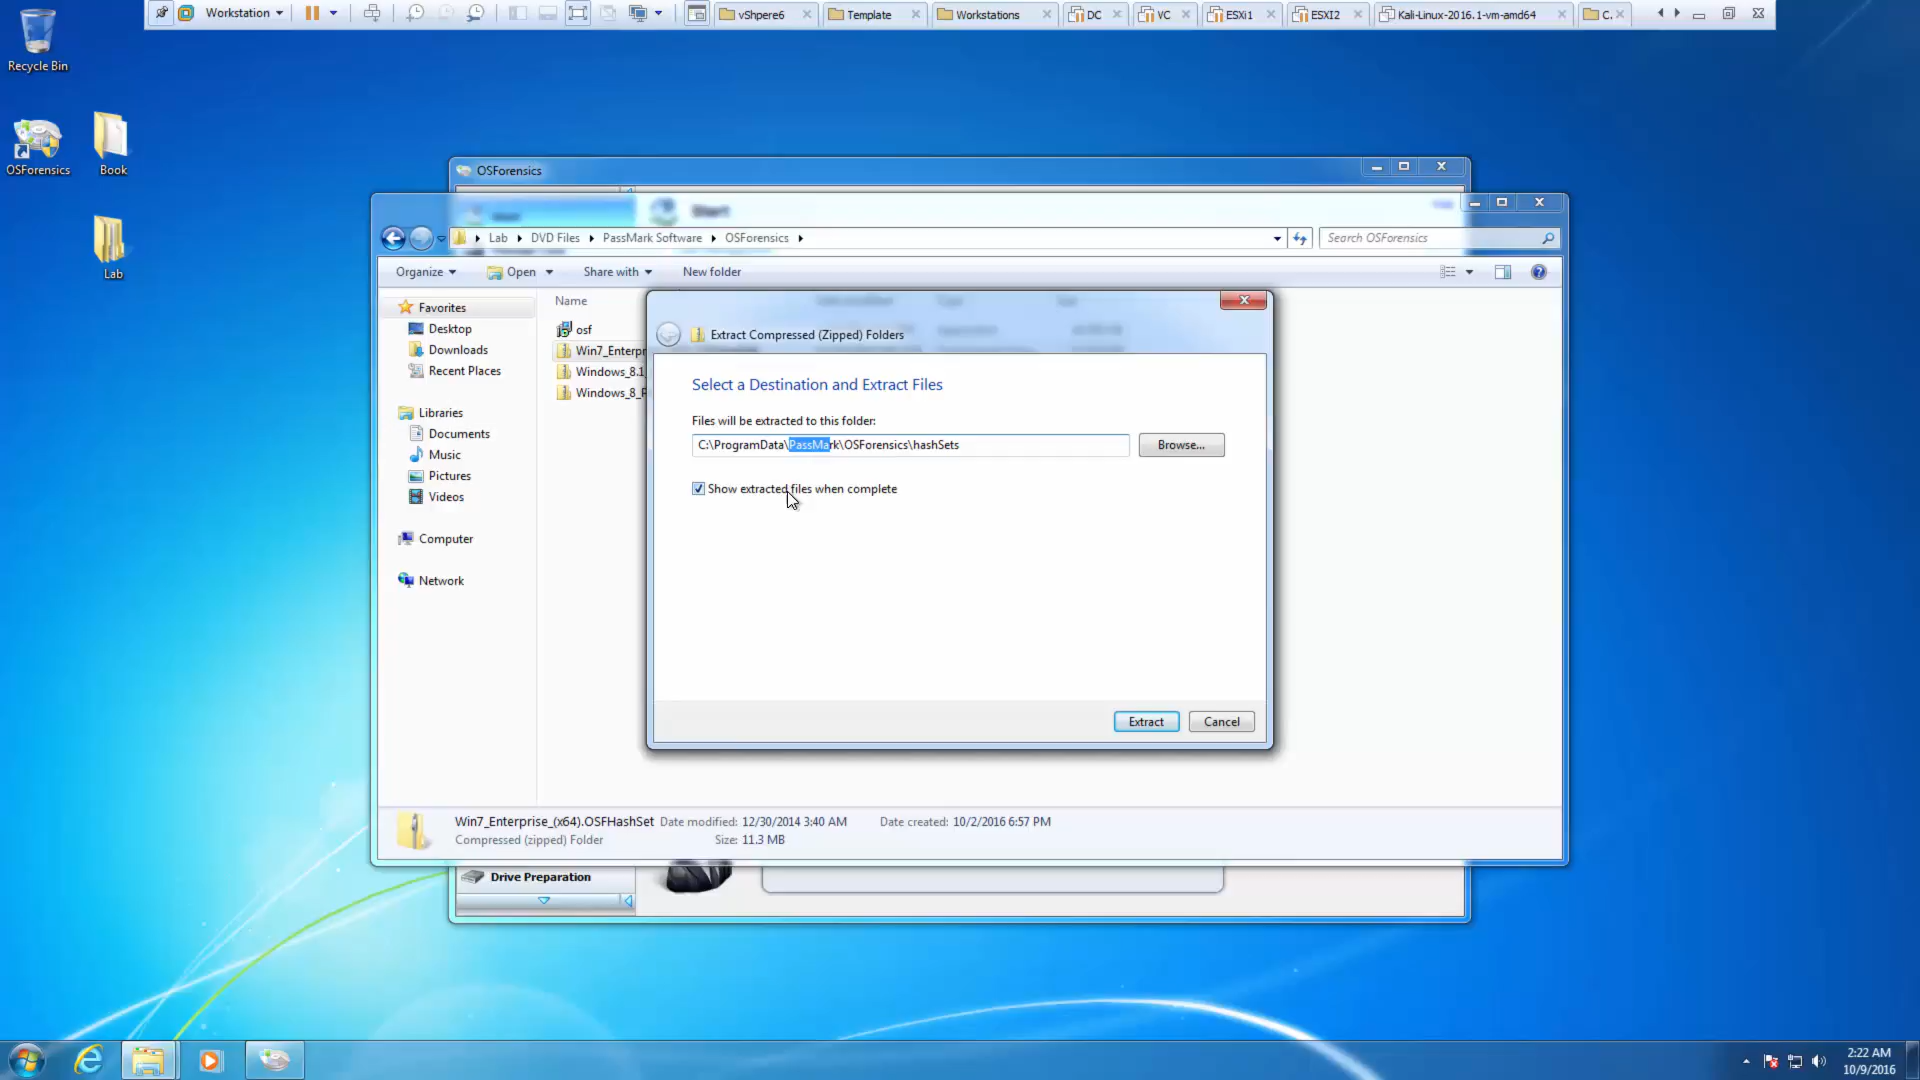 Workstation
vShpere6
Template
Workstations
DC
VC
ESXi1
ESXI2
Kali-Linux-2016.1-vm-amd64
C.
Recycle Bin
OSForensics
Book
Lab
OSForensics
Start
Lab
DVD Files
PassMark Software
OSForensics
Search OSForensics
Organize
Open
Share with
New folder
Favorites
Desktop
Downloads
Recent Places
Libraries
Documents
Music
Pictures
Videos
Computer
Network
Name
osf
Win7_Enterpr
Windows_8.1
Windows_8_P
Extract Compressed (Zipped) Folders
Select a Destination and Extract Files
Files will be extracted to this folder:
C:\ProgramData\PassMark\OSForensics\hashSets
Browse...
Show extracted files when complete
Extract
Cancel
Win7_Enterprise_(x64).OSFHashSet Date modified: 12/30/2014 3:40 AM Date created: 10/2/2016 6:57 PM
Compressed (zipped) Folder Size: 11.3 MB
Drive Preparation
2:22 AM
10/9/2016